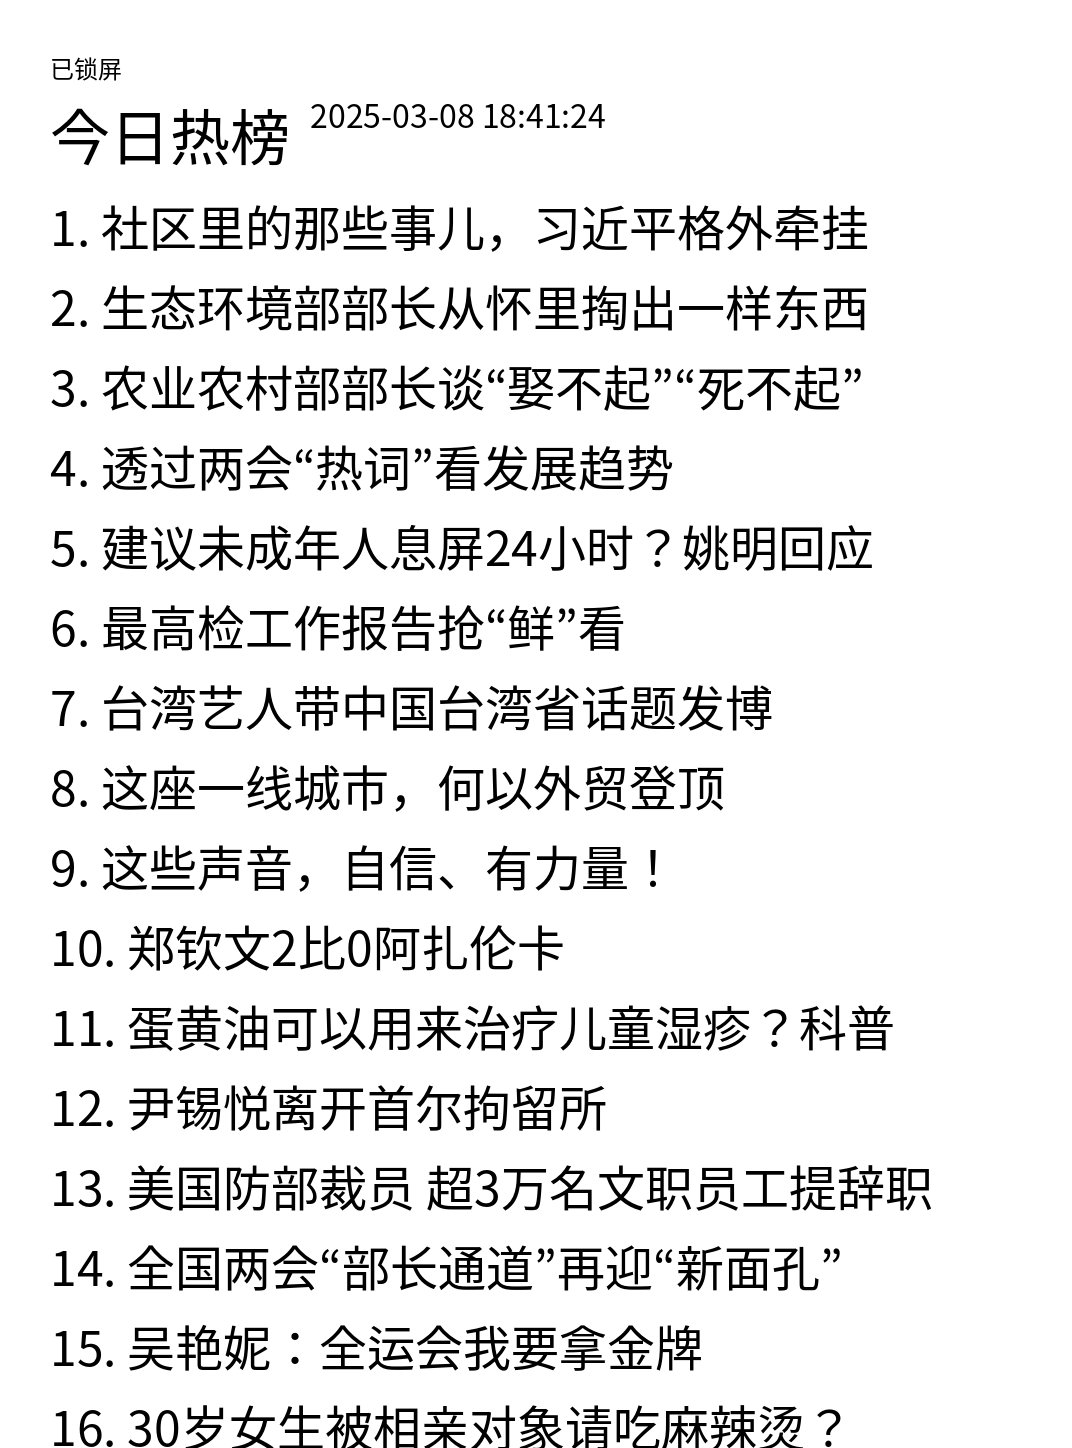 已锁屏
今日热榜 2025-03-08 18:41:24
1. 社区里的那些事儿，习近平格外牵挂
2. 生态环境部部长从怀里掏出一样东西
3. 农业农村部部长谈“娶不起”“死不起”
4. 透过两会“热词”看发展趋势
5. 建议未成年人息屏24小时？姚明回应
6. 最高检工作报告抢“鲜”看
7. 台湾艺人带中国台湾省话题发博
8. 这座一线城市，何以外贸登顶
9. 这些声音，自信、有力量！
10. 郑钦文2比0阿扎伦卡
11. 蛋黄油可以用来治疗儿童湿疹？科普
12. 尹锡悦离开首尔拘留所
13. 美国防部裁员 超3万名文职员工提辞职
14. 全国两会“部长通道”再迎“新面孔”
15. 吴艳妮：全运会我要拿金牌
16. 30岁女生被相亲对象请吃麻辣烫？